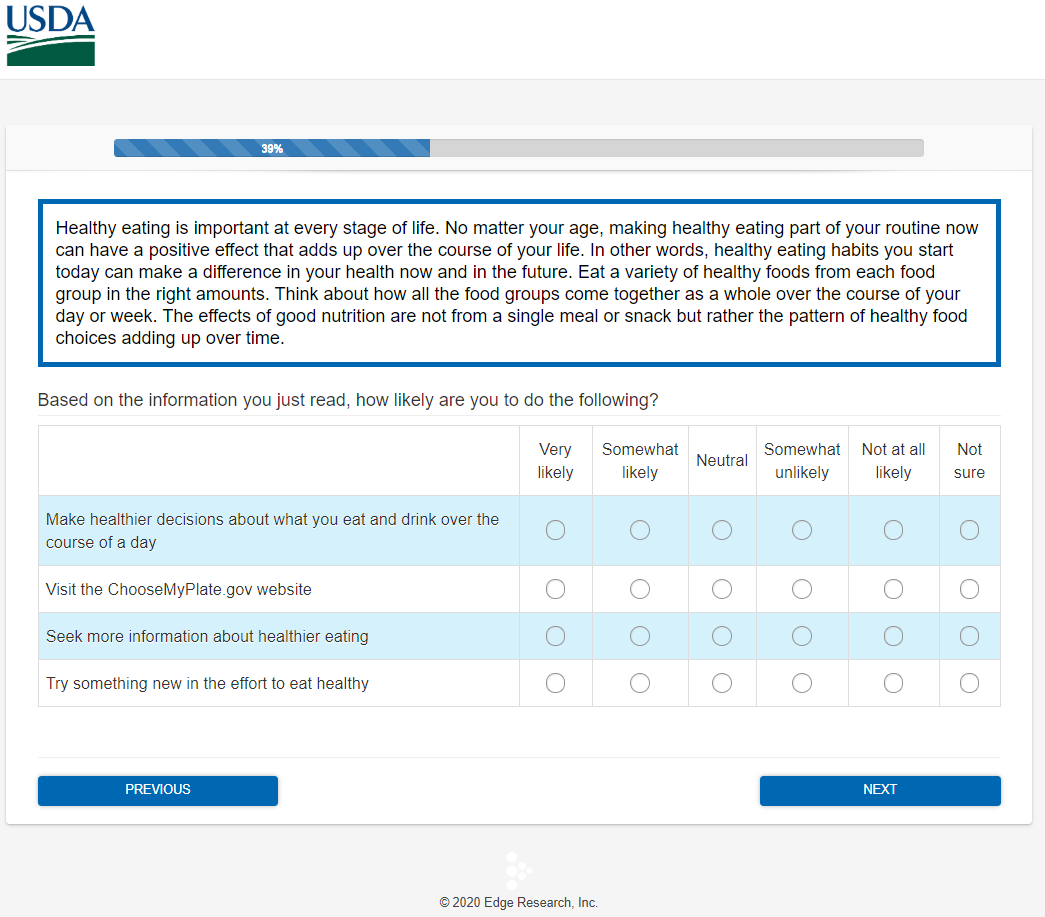 USDA
39%
Healthy eating is important at every stage of life. No matter your age, making healthy eating part of your routine now
can have a positive effect that adds up over the course of your life. In other words, healthy eating habits you start
today can make a difference in your health now and in the future. Eat a variety of healthy foods from each food
group in the right amounts. Think about how all the food groups come together as a whole over the course of your
day or week. The effects of good nutrition are not from a single meal or snack but rather the pattern of healthy food
choices adding up over time.
Based on the information you just read, how likely are you to do the following?
Very likely
Somewhat likely
Neutral
Somewhat unlikely
Not at all likely
Not sure
Make healthier decisions about what you eat and drink over the
course of a day
Visit the ChooseMyPlate.gov website
Seek more information about healthier eating
Try something new in the effort to eat healthy
PREVIOUS
NEXT
© 2020 Edge Research, Inc.